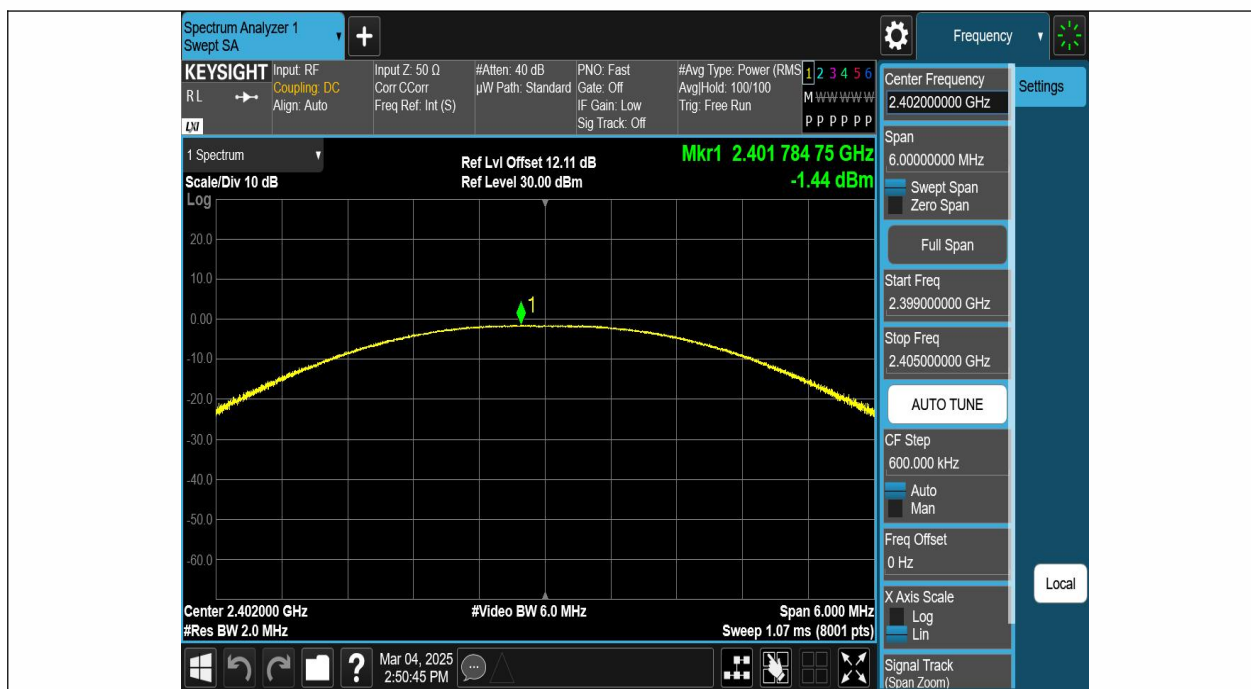 Spectrum Analyzer 1
Swept SA
Frequency
KEYSIGHT
RL
LXI
Input: RF
Coupling: DC
Align: Auto
Input Z: 50 Ω
Corr CCorr
Freq Ref: Int (S)
#Atten: 40 dB
µW Path: Standard
PNO: Fast
Gate: Off
IF Gain: Low
Sig Track: Off
#Avg Type: Power (RMS
Avg|Hold: 100/100
Trig: Free Run
1 2 3 4 5 6
M W W W W W
P P P P P P
1 Spectrum
Scale/Div 10 dB
Log
Ref Lvl Offset 12.11 dB
Ref Level 30.00 dBm
Mkr1 2.401 784 75 GHz
-1.44 dBm
20.0
10.0
0.00
-10.0
-20.0
-30.0
-40.0
-50.0
-60.0
1
Center 2.402000 GHz
#Video BW 6.0 MHz
Span 6.000 MHz
#Res BW 2.0 MHz
Sweep 1.07 ms (8001 pts)
?
Mar 04, 2025
2:50:45 PM
Center Frequency
2.402000000 GHz
Settings
Span
6.00000000 MHz
Swept Span
Zero Span
Full Span
Start Freq
2.399000000 GHz
Stop Freq
2.405000000 GHz
AUTO TUNE
CF Step
600.000 kHz
Auto
Man
Freq Offset
0 Hz
Local
X Axis Scale
Log
Lin
Signal Track
(Span Zoom)